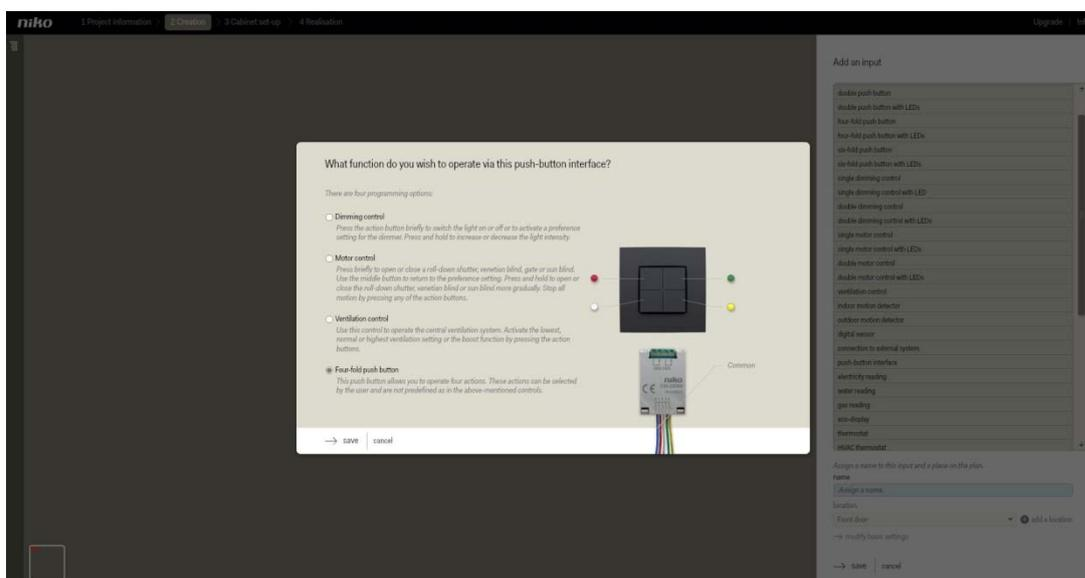 niko
1 Project information > 2 Creation > 3 Cabinet set-up > 4 Realisation
Upgrade
Add an input
double push button
double push button with LEDs
four-fold push button
four-fold push button with LEDs
six-fold push button
six-fold push button with LEDs
single dimming control
single dimming control with LED
double dimming control
double dimming control with LEDs
single motor control
single motor control with LEDs
double motor control
double motor control with LEDs
ventilation control
indoor motion detector
outdoor motion detector
digital sensor
connection to external system
push-button interface
electricity reading
water reading
gas reading
eco-display
thermostat
HVAC thermostat
Assign a name to this input and a place on the plan.
name
Assign a name
location
Front door
add a location
modify basic settings
save cancel
What function do you wish to operate via this push-button interface?
There are four programming options:
Dimming control
Press the action button briefly to switch the light on or off or to activate a preference
setting for the dimmer. Press and hold to increase or decrease the light intensity.
Motor control
Press briefly to open or close a roll-down shutter, venetian blind, gate or sun blind.
Use the middle button to return to the preference setting. Press and hold to open or
close the roll-down shutter, venetian blind or sun blind more gradually. Stop all
motion by pressing any of the action buttons.
Ventilation control
Use this control to operate the central ventilation system. Activate the lowest,
normal or highest ventilation setting or the boost function by pressing the action
buttons.
Four-fold push button
This push button allows you to operate four actions. These actions can be selected
by the user and are not predefined as in the above-mentioned controls.
Common
niko
CE
save cancel